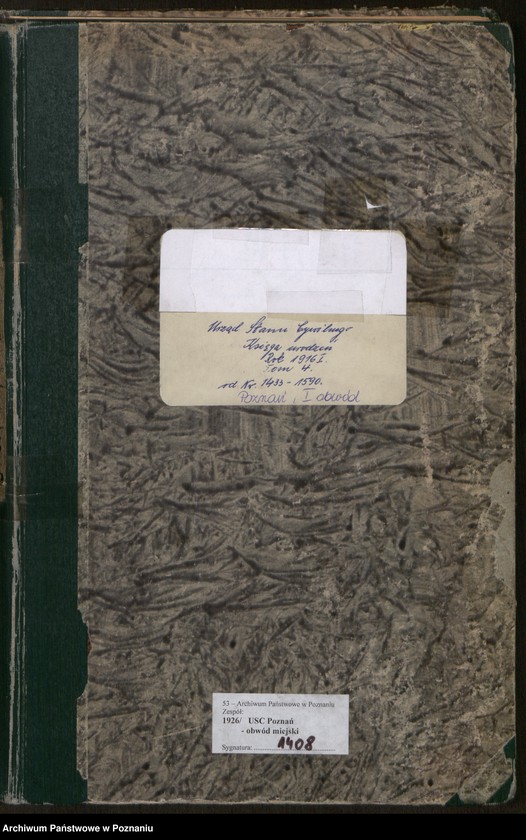 Urząd Stanu Cywilnego
Księga urodzin
Rok 1916 I.
Tom 4.
od Nr. 1433 - 1590.
Poznań, I obwód
53 – Archiwum Państwowe w Poznaniu
Zespół:
1926/ USC Poznań
- obwód miejski
Sygnatura: 1408
Archiwum Państwowe w Poznaniu